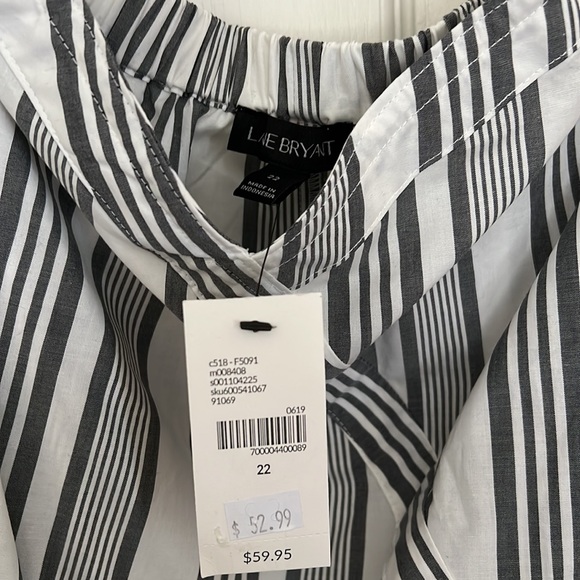 LANE BRYANT
22
MADE IN
INDONESIA
c518 - F5091
m008408
s001104225
sku600541067
91069
0619
700004400089
22
$ 52.99
$59.95